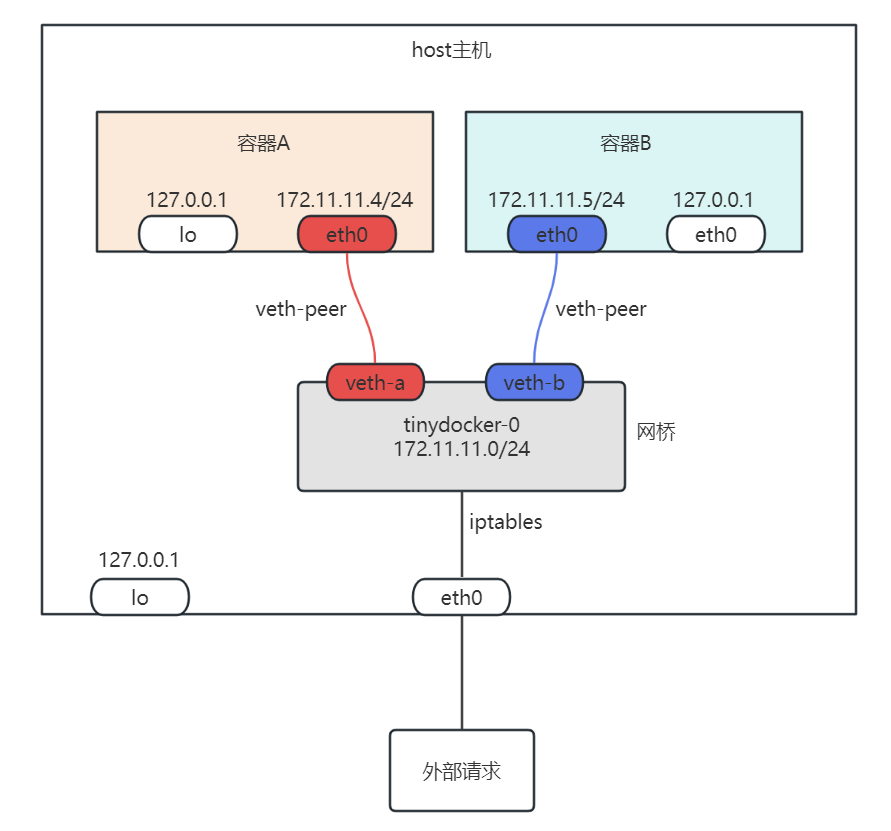 host主机
容器A
容器B
127.0.0.1
172.11.11.4/24
172.11.11.5/24
127.0.0.1
lo
eth0
eth0
eth0
veth-peer
veth-peer
veth-a
veth-b
tinydocker-0
172.11.11.0/24
网桥
iptables
127.0.0.1
lo
eth0
外部请求